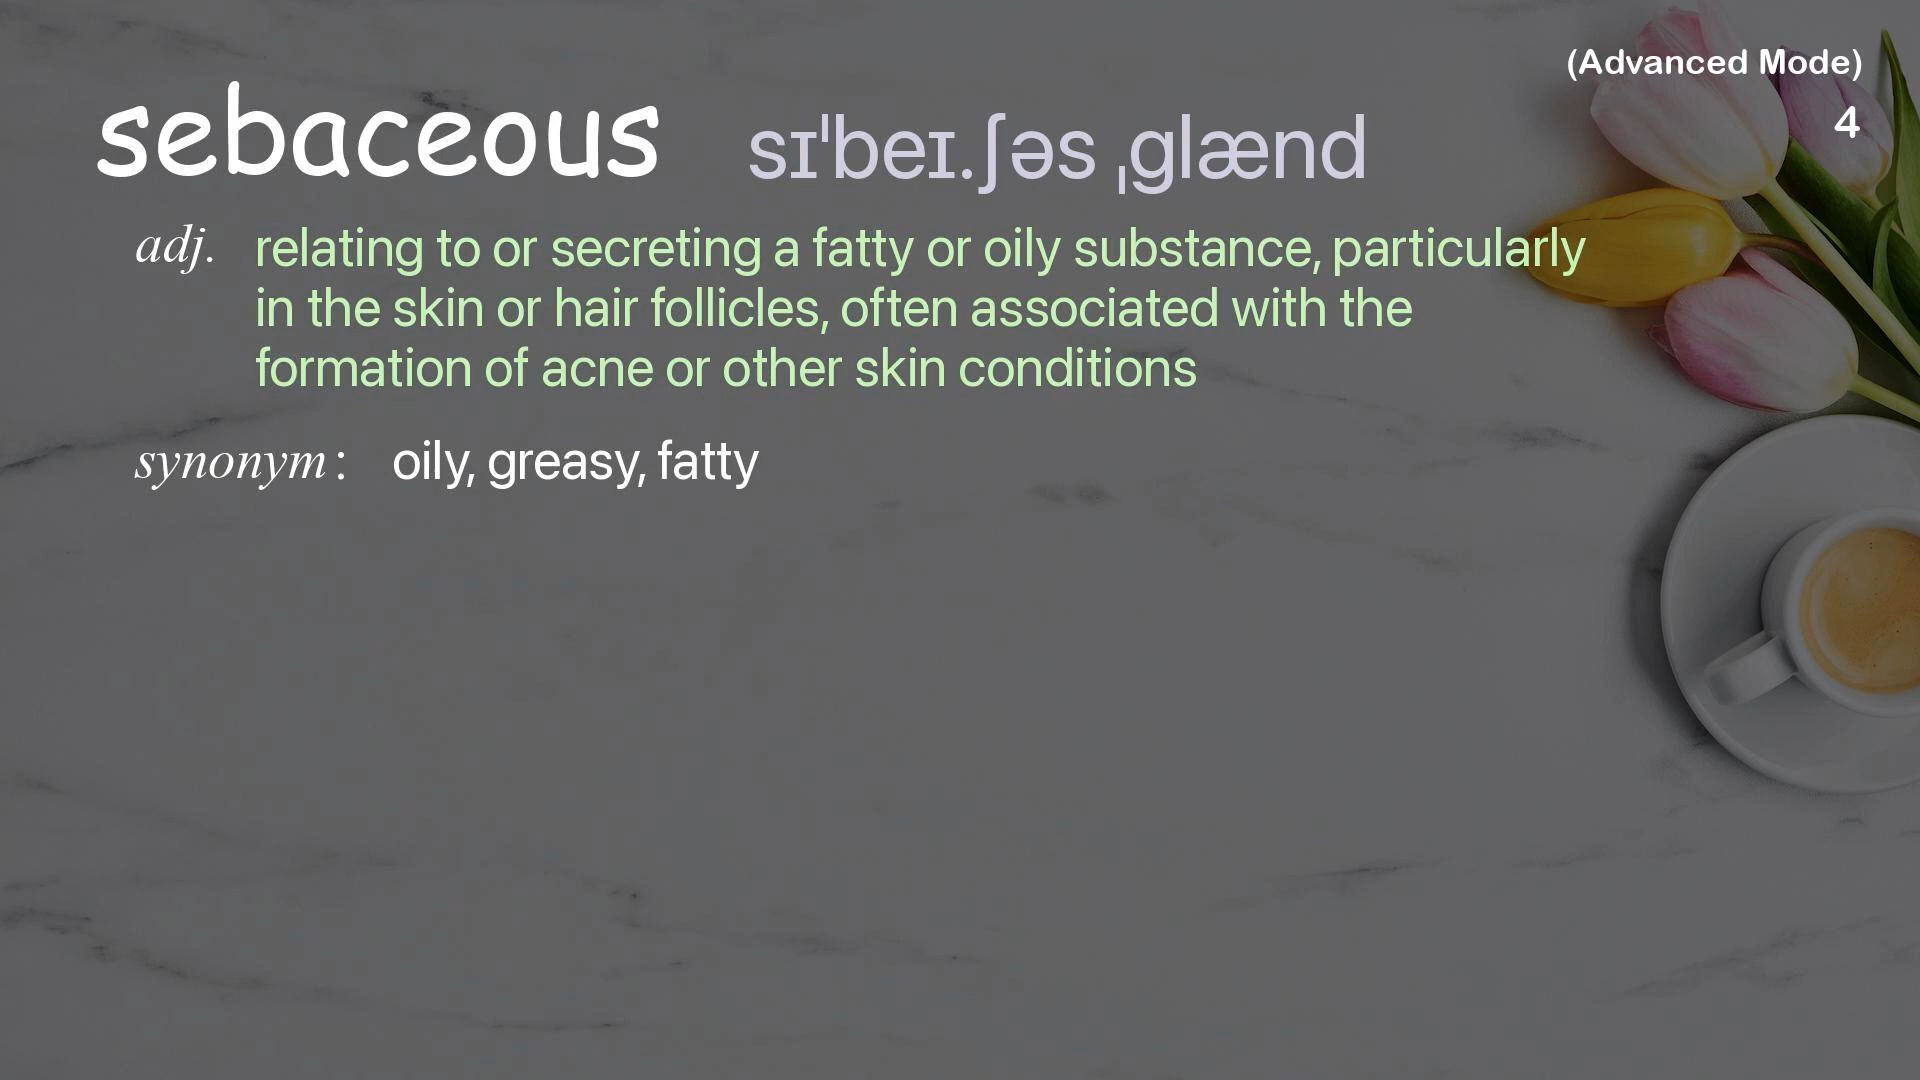 (Advanced Mode)
4
sebaceous sɪˈbeɪ.ʃəs ˌglænd
adj. relating to or secreting a fatty or oily substance, particularly
in the skin or hair follicles, often associated with the
formation of acne or other skin conditions
synonym : oily, greasy, fatty